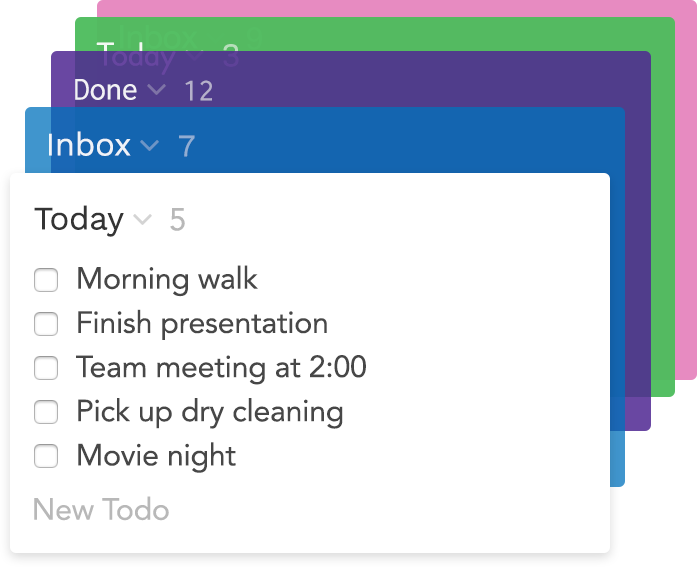 Inbox 9
Today 3
Done 12
Inbox 7
Today 5
Morning walk
Finish presentation
Team meeting at 2:00
Pick up dry cleaning
Movie night
New Todo